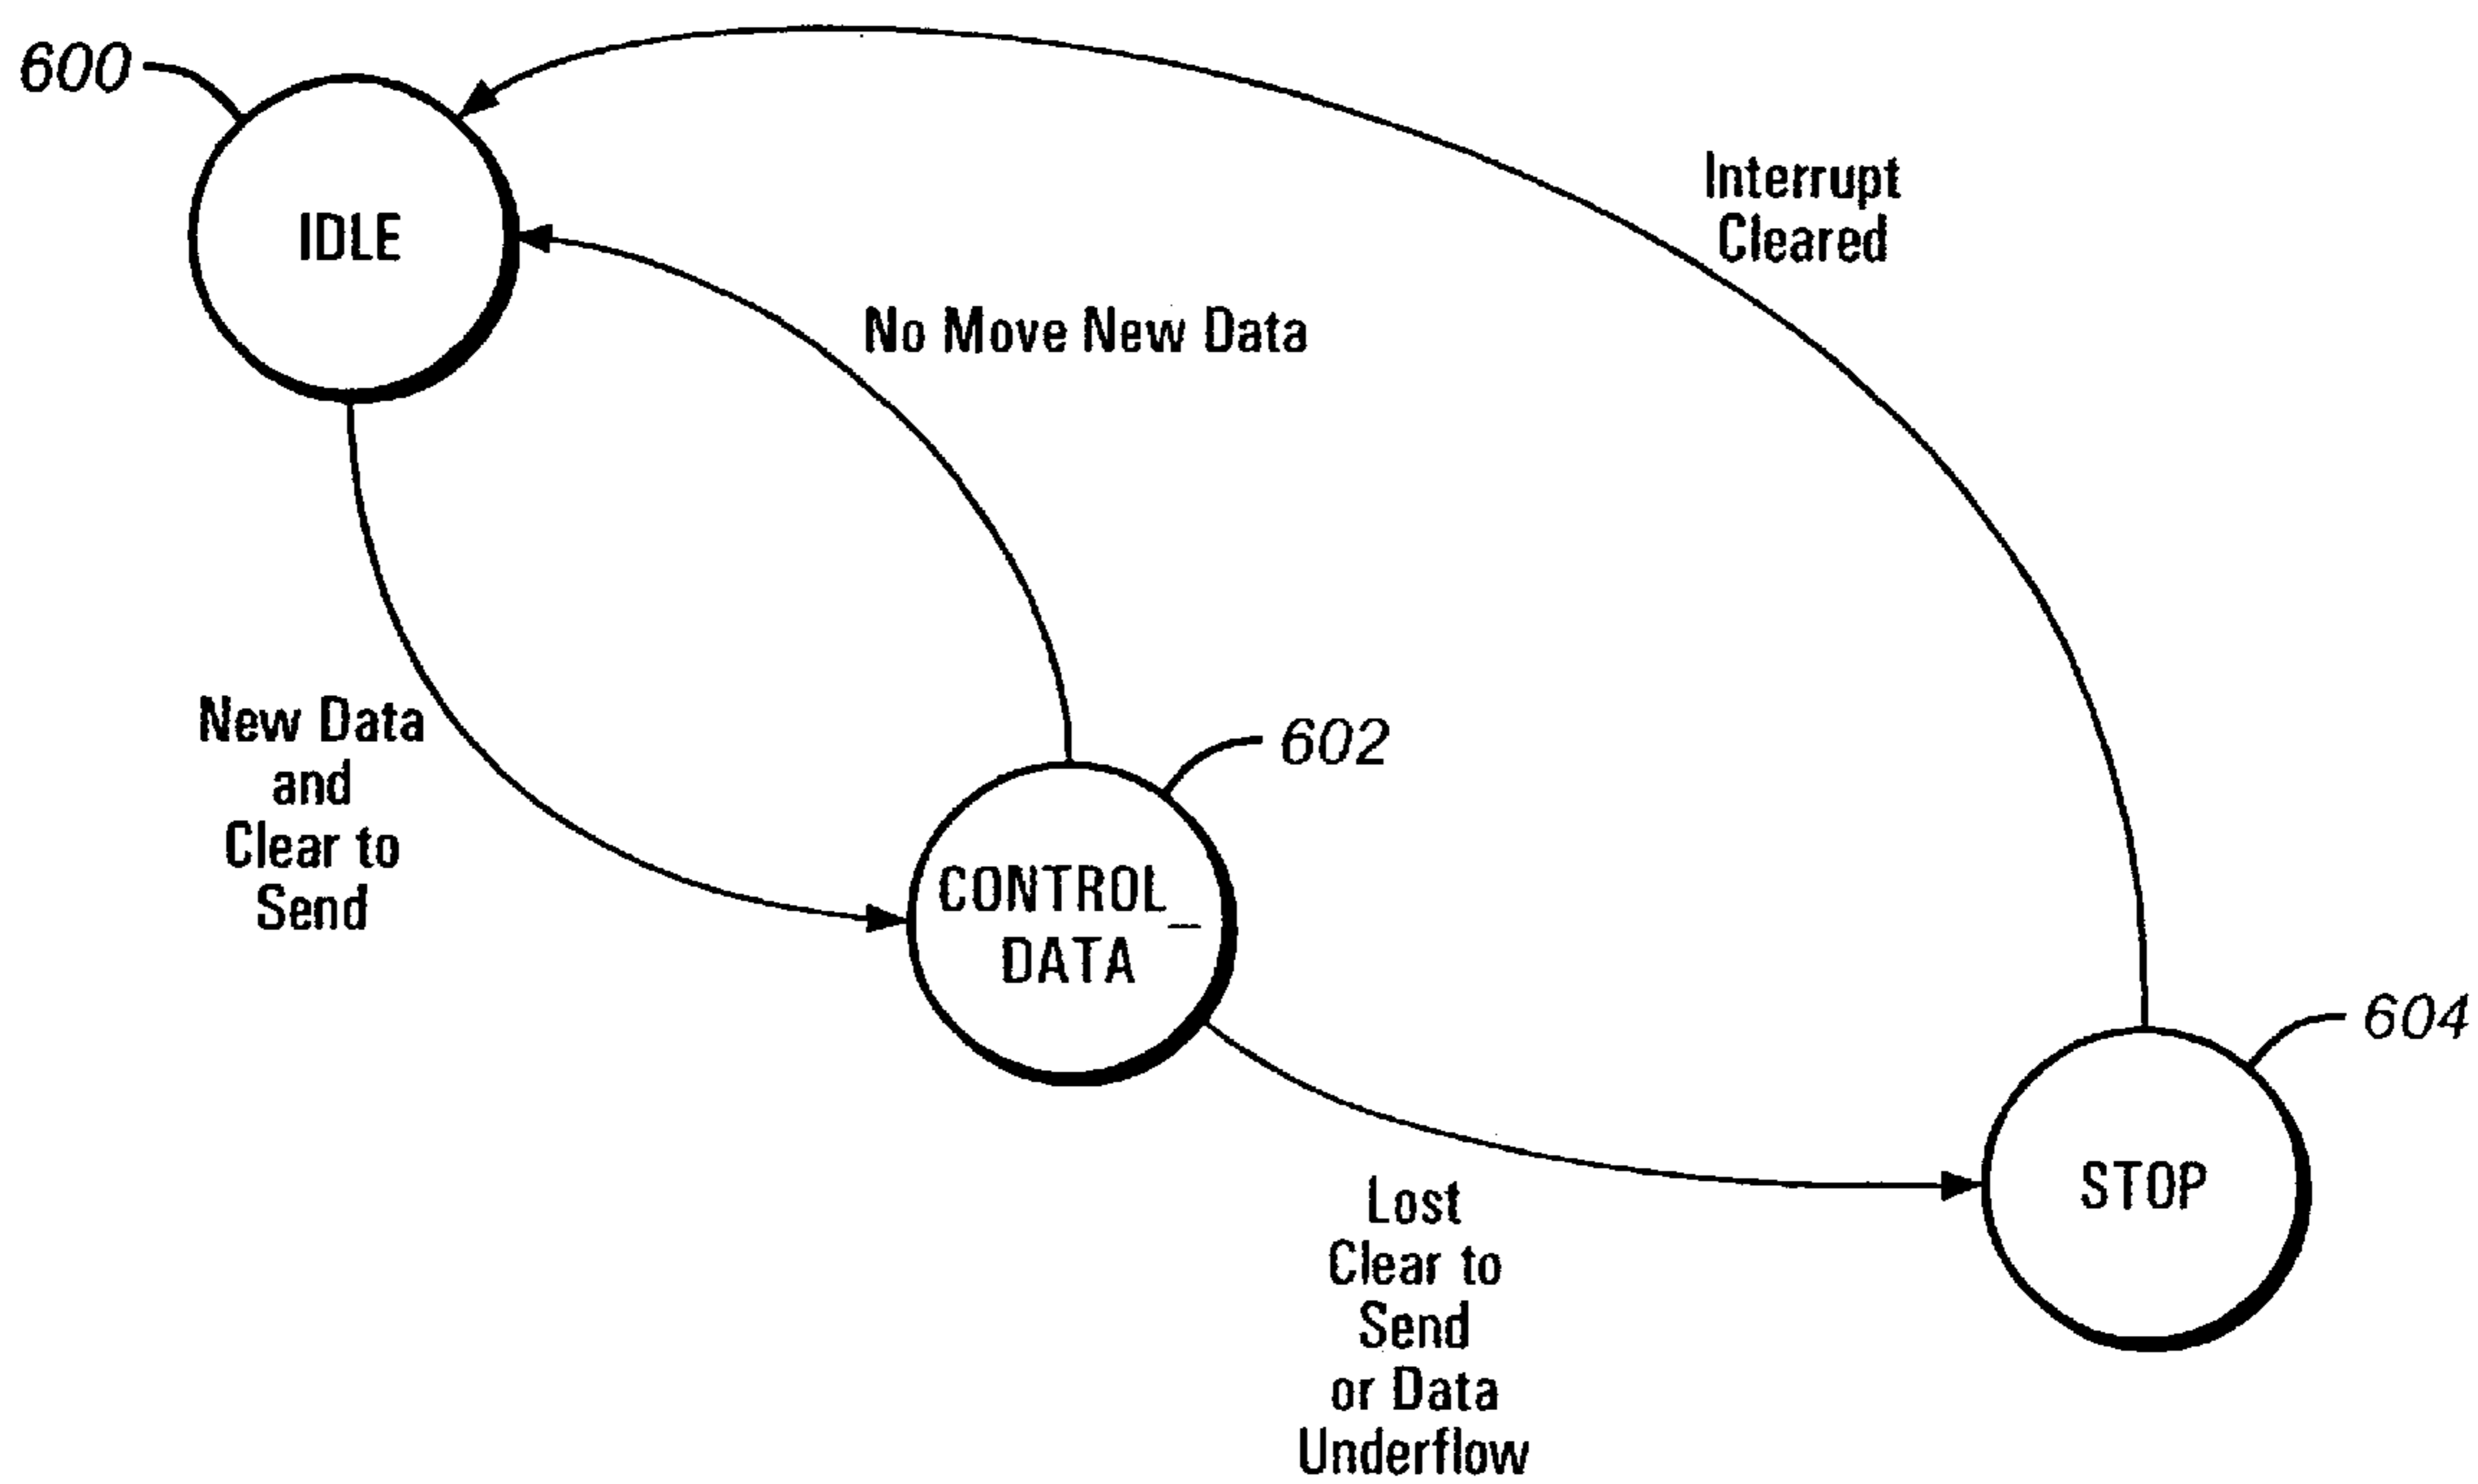 600
IDLE
Interrupt
Cleared
No Move New Data
New Data
and
Clear to
Send
602
CONTROL_
DATA
604
STOP
Lost
Clear to
Send
or Data
Underflow